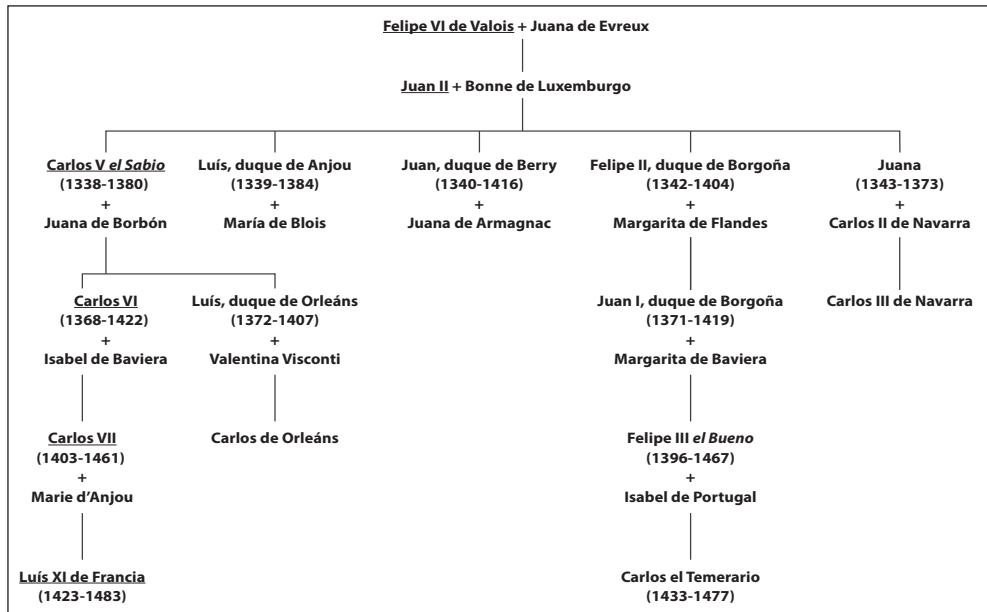 Felipe VI de Valois + Juana de Evreux
Juan II + Bonne de Luxemburgo
Carlos V el Sabio
(1338-1380)
+
Juana de Borbón
Luís, duque de Anjou
(1339-1384)
+
María de Blois
Juan, duque de Berry
(1340-1416)
+
Juana de Armagnac
Felipe II, duque de Borgoña
(1342-1404)
+
Margarita de Flandes
Juana
(1343-1373)
+
Carlos II de Navarra
Carlos VI
(1368-1422)
+
Isabel de Baviera
Luís, duque de Orleáns
(1372-1407)
+
Valentina Visconti
Juan I, duque de Borgoña
(1371-1419)
+
Margarita de Baviera
Carlos III de Navarra
Carlos VII
(1403-1461)
+
Marie d'Anjou
Carlos de Orleáns
Felipe III el Bueno
(1396-1467)
+
Isabel de Portugal
Luís XI de Francia
(1423-1483)
Carlos el Temerario
(1433-1477)